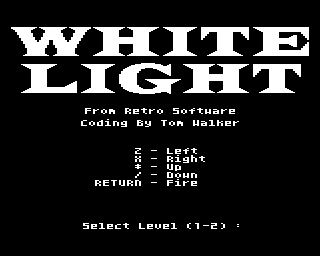 WHITE
LIGHT
From Retro Software
Coding By Tom Walker
Z - Left
X - Right
* - Up
/ - Down
RETURN - Fire
Select Level (1-2) :